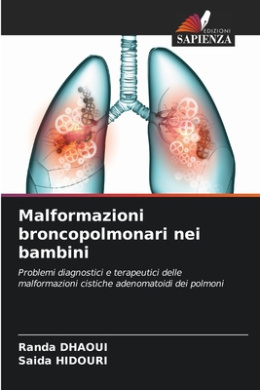 EDIZIONI
SAPIENZA
Malformazioni
broncopolmonari nei
bambini
Problemi diagnostici e terapeutici delle
malformazioni cistiche adenomatoidi dei polmoni
Randa DHAOUI
Saida HIDOURI